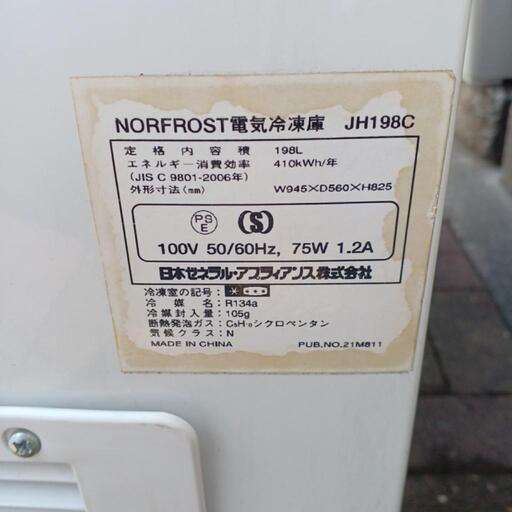 NORFROST電気冷凍庫 JH198C
定格内容積 198L
エネルギー消費効率 410kWh/年
(JIS C 9801-2006年)
外形寸法(mm) W945×D560×H825
PS E (S)
100V 50/60Hz, 75W 1.2A
日本ゼネラル・アプライアンス株式会社
冷凍室の記号:
冷媒名: R134a
冷媒封入量: 105g
断熱発泡ガス: C₅H₁₀シクロペンタン
気候クラス: N
MADE IN CHINA PUB.NO.21M811